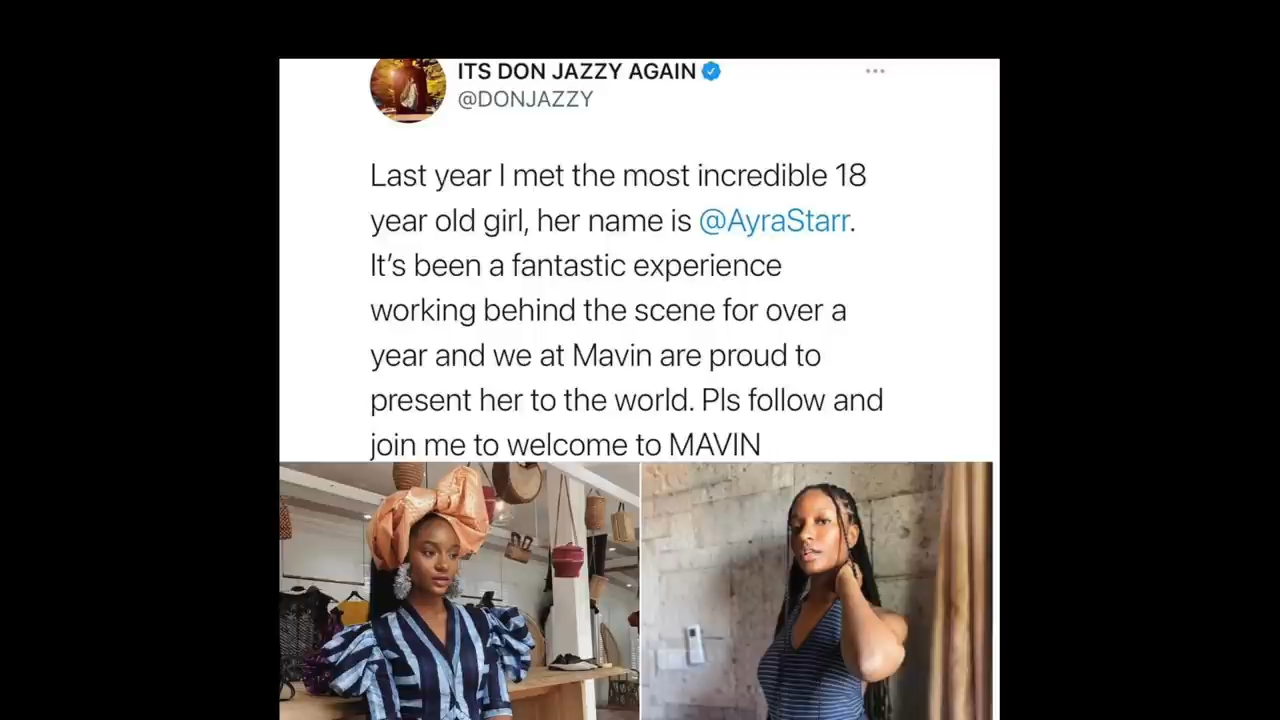 ITS DON JAZZY AGAIN
@DONJAZZY
Last year I met the most incredible 18
year old girl, her name is @AyraStarr.
It’s been a fantastic experience
working behind the scene for over a
year and we at Mavin are proud to
present her to the world. Pls follow and
join me to welcome to MAVIN